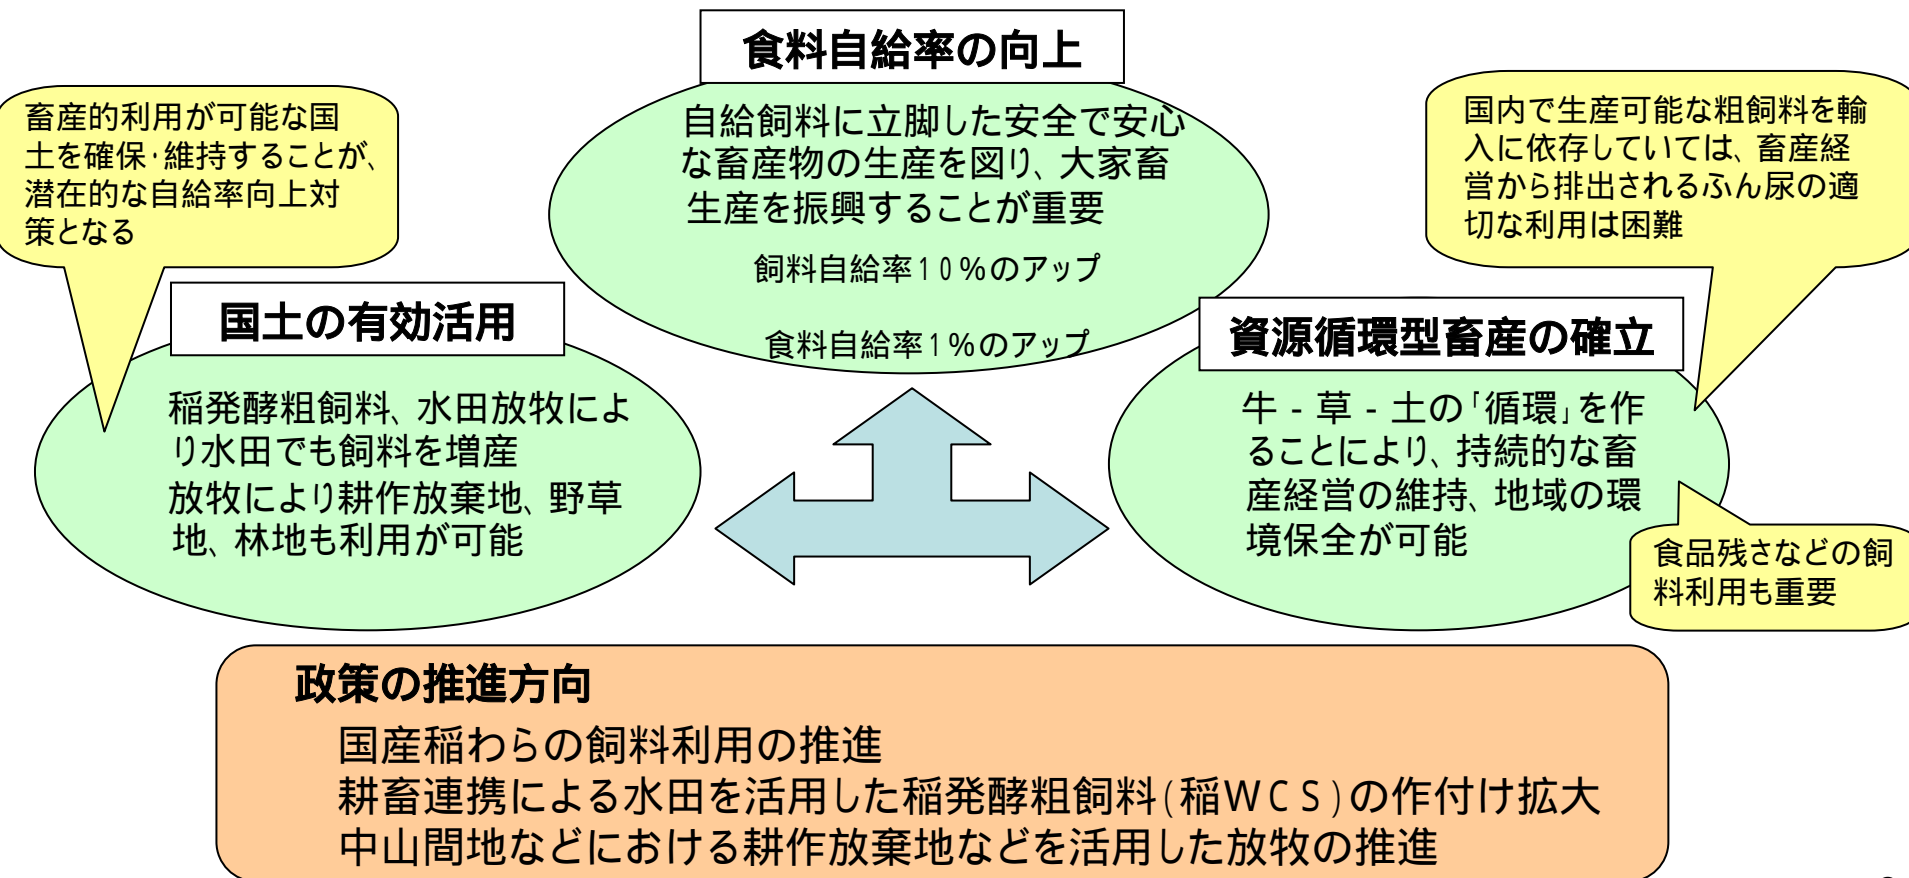 食料自給率の向上
自給飼料に立脚した安全で安心
な畜産物の生産を図り、大家畜
生産を振興することが重要
飼料自給率10%のアップ
食料自給率1%のアップ
畜産的利用が可能な国
土を確保・維持することが、
潜在的な自給率向上対
策となる
国土の有効活用
稲発酵粗飼料、水田放牧によ
り水田でも飼料を増産
放牧により耕作放棄地、野草
地、林地も利用が可能
国内で生産可能な粗飼料を輸
入に依存していては、畜産経
営から排出されるふん尿の適
切な利用は困難
資源循環型畜産の確立
牛-草-土の「循環」を作
ることにより、持続的な畜
産経営の維持、地域の環
境保全が可能
食品残さなどの飼
料利用も重要
政策の推進方向
国産稲わらの飼料利用の推進
耕畜連携による水田を活用した稲発酵粗飼料(稲WCS)の作付け拡大
中山間地などにおける耕作放棄地などを活用した放牧の推進